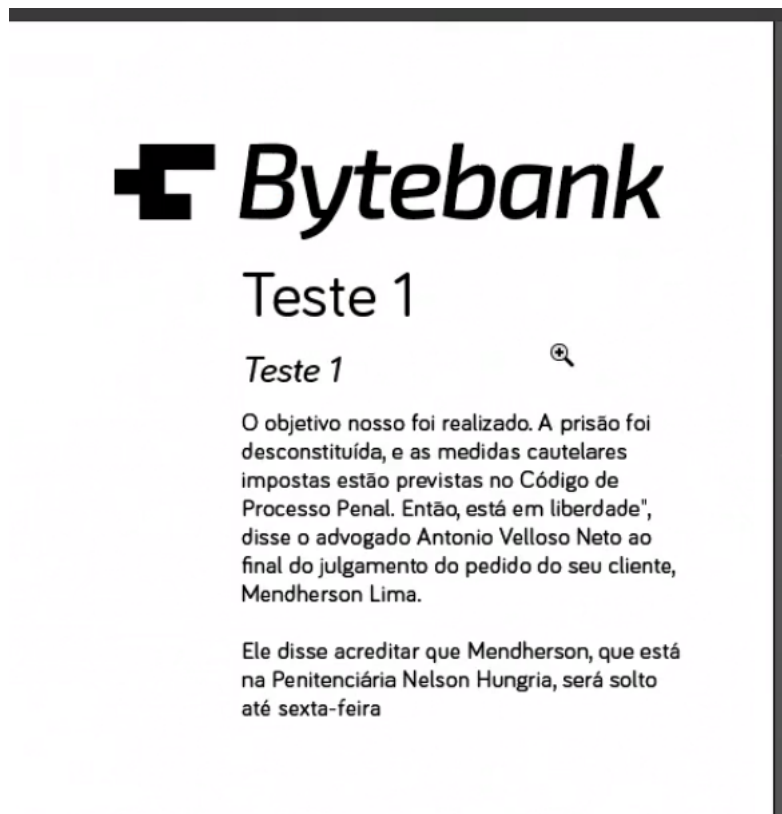 Bytebank
Teste 1
Teste 1
O objetivo nosso foi realizado. A prisão foi
desconstituída, e as medidas cautelares
impostas estão previstas no Código de
Processo Penal. Então, está em liberdade",
disse o advogado Antonio Velloso Neto ao
final do julgamento do pedido do seu cliente,
Mendherson Lima.
Ele disse acreditar que Mendherson, que está
na Penitenciária Nelson Hungria, será solto
até sexta-feira